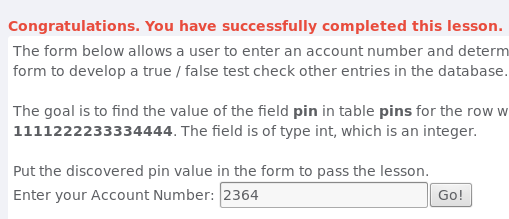 Congratulations. You have successfully completed this lesson.
The form below allows a user to enter an account number and determ
form to develop a true / false test check other entries in the database.
The goal is to find the value of the field pin in table pins for the row w
1111222233334444. The field is of type int, which is an integer.
Put the discovered pin value in the form to pass the lesson.
Enter your Account Number: 2364 Go!